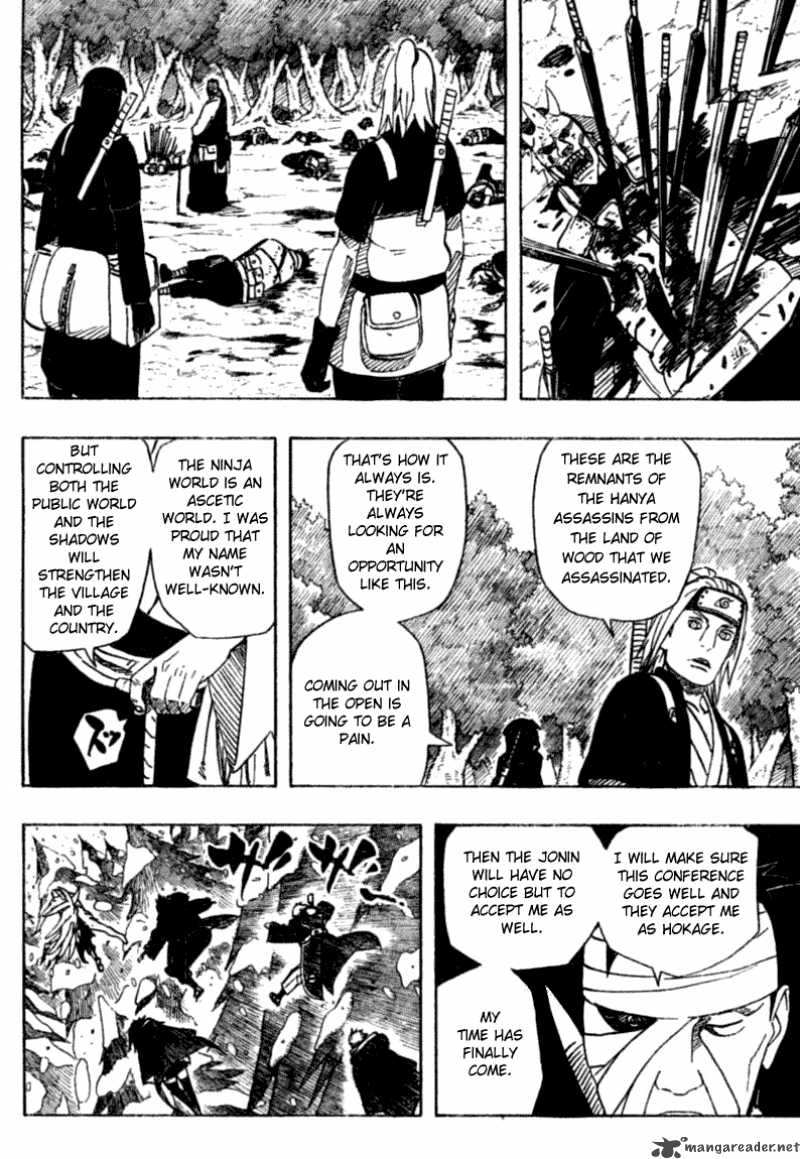 THESE ARE THE
REMNANTS OF
THE HANYA
ASSASSINS FROM
THE LAND OF
WOOD THAT WE
ASSASSINATED.
THAT'S HOW IT
ALWAYS IS.
THEY'RE
ALWAYS
LOOKING FOR
AN
OPPORTUNITY
LIKE THIS.
COMING OUT IN
THE OPEN IS
GOING TO BE A
PAIN.
THE NINJA
WORLD IS AN
ASCETIC
WORLD. I WAS
PROUD THAT
MY NAME
WASN'T
WELL-KNOWN.
BUT
CONTROLLING
BOTH THE
PUBLIC WORLD
AND THE
SHADOWS
WILL
STRENGTHEN
THE VILLAGE
AND THE
COUNTRY.
I WILL MAKE SURE
THIS CONFERENCE
GOES WELL AND
THEY ACCEPT ME
AS HOKAGE.
THEN THE JONIN
WILL HAVE NO
CHOICE BUT TO
ACCEPT ME AS
WELL.
MY
TIME HAS
FINALLY
COME.
mangareader.net